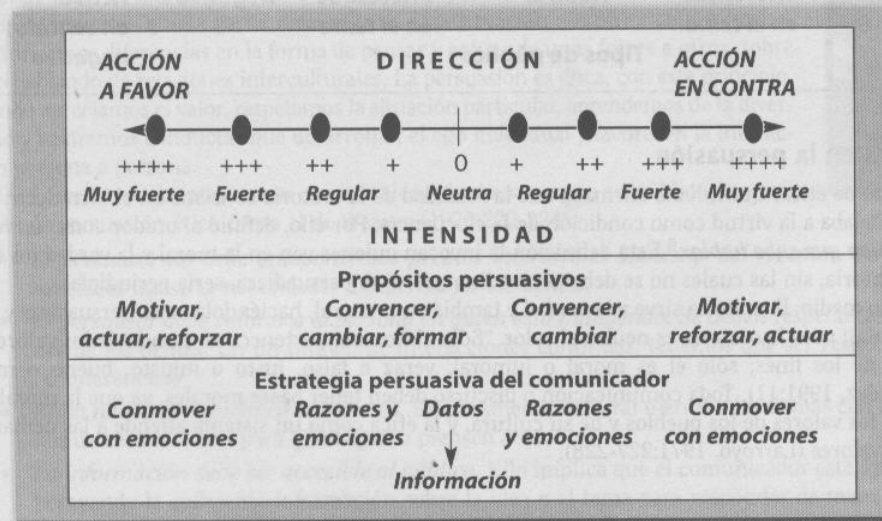 ACCIÓN DIRECCIÓN ACCIÓN
A FAVOR EN CONTRA
++++ +++ ++ + 0 + ++ +++ ++++
Muy fuerte Fuerte Regular Neutra Regular Fuerte Muy fuerte
INTENSIDAD
Propósitos persuasivos
Motivar, Convencer, Convencer, Motivar,
actuar, reforzar cambiar, formar cambiar reforzar, actuar
Estrategia persuasiva del comunicador
Conmover Razones y Datos Razones Conmover
con emociones emociones y emociones con emociones
Información